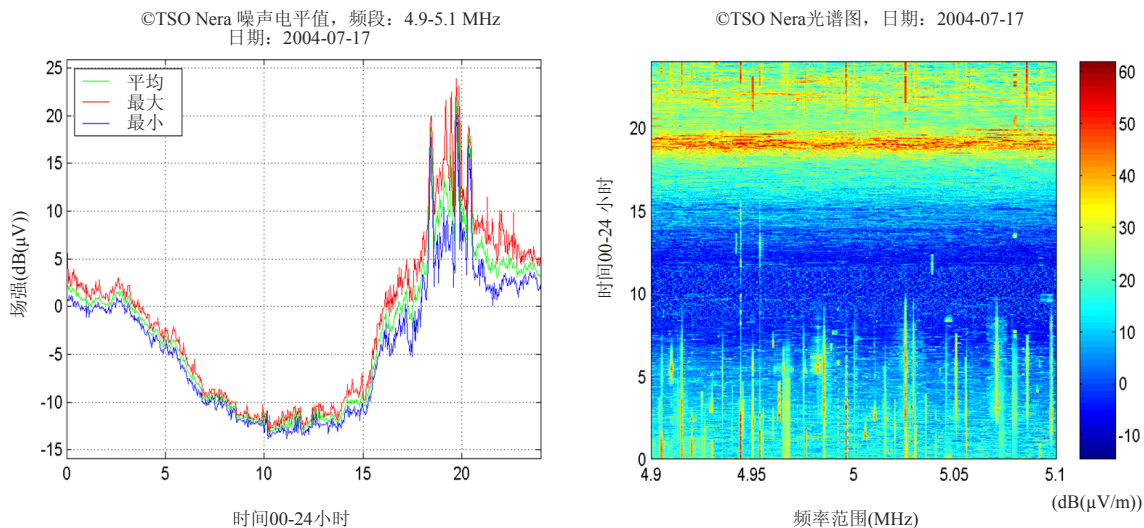 ©TSO Nera 噪声电平值，频段：4.9-5.1 MHz
日期：2004-07-17
25
20
15
10
5
0
-5
-10
-15
平均
最大
最小
场强(dB(μV))
0 5 10 15 20
时间00-24小时
©TSO Nera光谱图，日期：2004-07-17
20
15
10
5
0
时间00-24 小时
4.9 4.95 5 5.05 5.1
频率范围(MHz)
60
50
40
30
20
10
0
-10
(dB(μV/m))